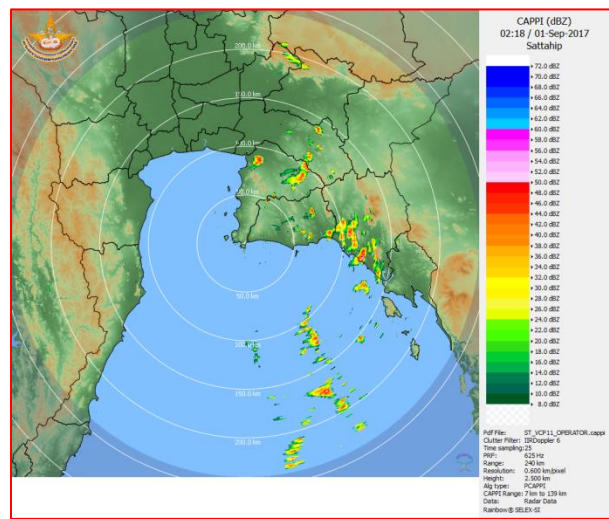 CAPPI (dBZ)
02:18 / 01-Sep-2017
Sattahip
72.0 dBZ
70.0 dBZ
68.0 dBZ
66.0 dBZ
64.0 dBZ
62.0 dBZ
60.0 dBZ
58.0 dBZ
56.0 dBZ
54.0 dBZ
52.0 dBZ
50.0 dBZ
48.0 dBZ
46.0 dBZ
44.0 dBZ
42.0 dBZ
40.0 dBZ
38.0 dBZ
36.0 dBZ
34.0 dBZ
32.0 dBZ
30.0 dBZ
28.0 dBZ
26.0 dBZ
24.0 dBZ
22.0 dBZ
20.0 dBZ
18.0 dBZ
16.0 dBZ
14.0 dBZ
12.0 dBZ
10.0 dBZ
8.0 dBZ
200.0 km
150.0 km
100.0 km
50.0 km
50.0 km
100.0 km
150.0 km
200.0 km
Pdf File: ST_VCP11_OPERATOR.cappi
Clutter Filter: IIRDoppler 6
Time sampling: 25
PRF: 625 Hz
Range: 240 km
Resolution: 0.600 km/pixel
Height: 2.500 km
Alg type: PCAPPI
CAPPI Range: 7 km to 139 km
Data: Radar Data
Rainbow® SELEX-SI